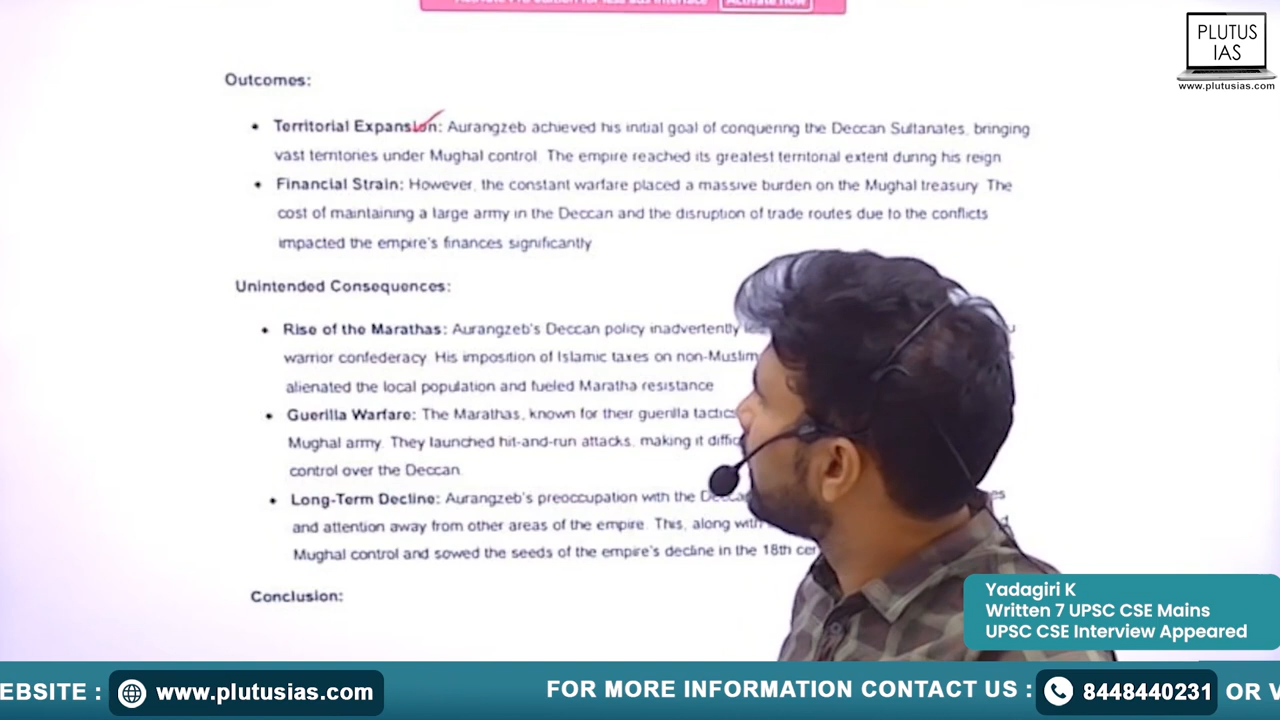 Activate now
PLUTUS
IAS
www.plutusias.com
Outcomes:
Territorial Expansion: Aurangzeb achieved his initial goal of conquering the Deccan Sultanates, bringing
vast territories under Mughal control. The empire reached its greatest territorial extent during his reign
Financial Strain: However, the constant warfare placed a massive burden on the Mughal treasury. The
cost of maintaining a large army in the Deccan and the disruption of trade routes due to the conflicts
impacted the empire's finances significantly
Unintended Consequences:
Rise of the Marathas: Aurangzeb's Deccan policy inadvertently
warrior confederacy. His imposition of Islamic taxes on non-Muslim
alienated the local population and fueled Maratha resistance
Guerilla Warfare: The Marathas, known for their guerilla tactics
Mughal army. They launched hit-and-run attacks, making it
control over the Deccan.
Long-Term Decline: Aurangzeb's preoccupation with the
and attention away from other areas of the empire. This, along with
Mughal control and sowed the seeds of the empire's decline in the 18th
Conclusion:
Yadagiri K
Written 7 UPSC CSE Mains
UPSC CSE Interview Appeared
EBSITE : www.plutusias.com FOR MORE INFORMATION CONTACT US : 8448440231 OR V